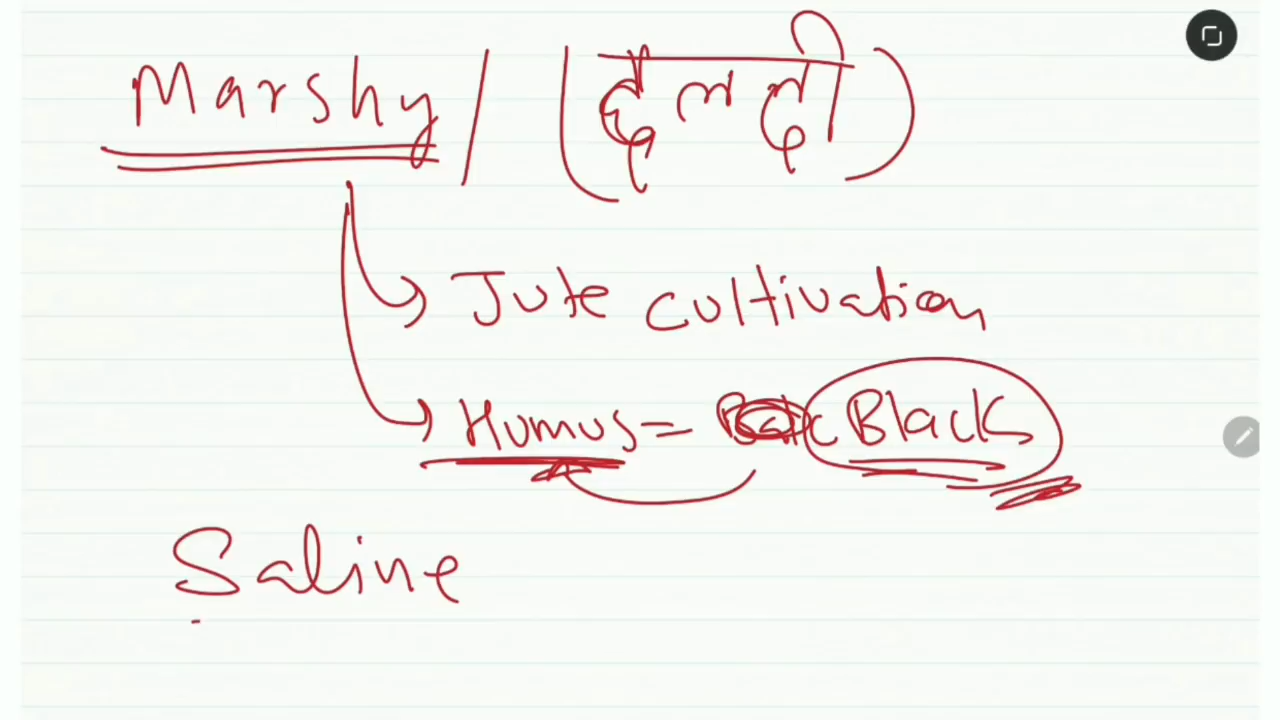 Marshy / (दलदली)
Jute cultivation
Humus = Black
Saline